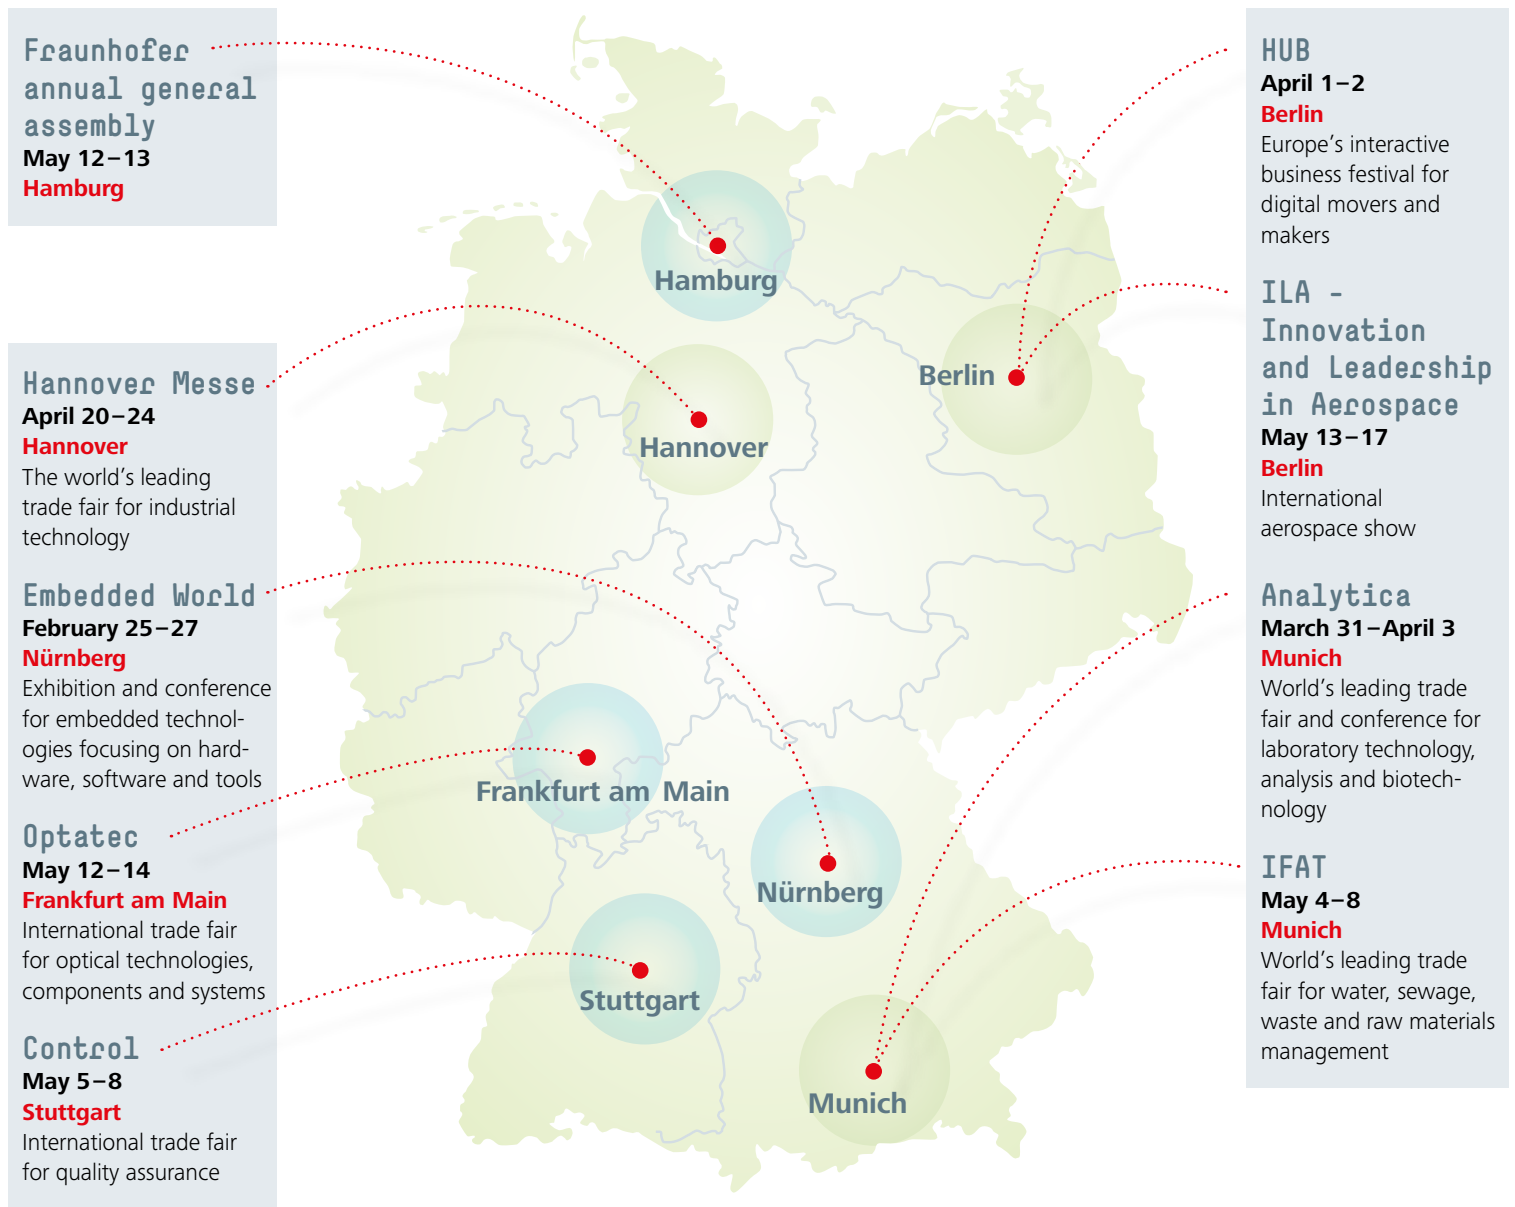 Fraunhofer
annual general
assembly
May 12–13
Hamburg
Hannover Messe
April 20–24
Hannover
The world’s leading
trade fair for industrial
technology
Embedded World
February 25–27
Nürnberg
Exhibition and conference
for embedded technol-
ogies focusing on hard-
ware, software and tools
Optatec
May 12–14
Frankfurt am Main
International trade fair
for optical technologies,
components and systems
Control
May 5–8
Stuttgart
International trade fair
for quality assurance
Hamburg
Berlin
Hannover
Frankfurt am Main
Nürnberg
Stuttgart
Munich
HUB
April 1–2
Berlin
Europe’s interactive
business festival for
digital movers and
makers
ILA –
Innovation
and Leadership
in Aerospace
May 13–17
Berlin
International
aerospace show
Analytica
March 31–April 3
Munich
World’s leading trade
fair and conference for
laboratory technology,
analysis and biotech-
nology
IFAT
May 4–8
Munich
World’s leading trade
fair for water, sewage,
waste and raw materials
management